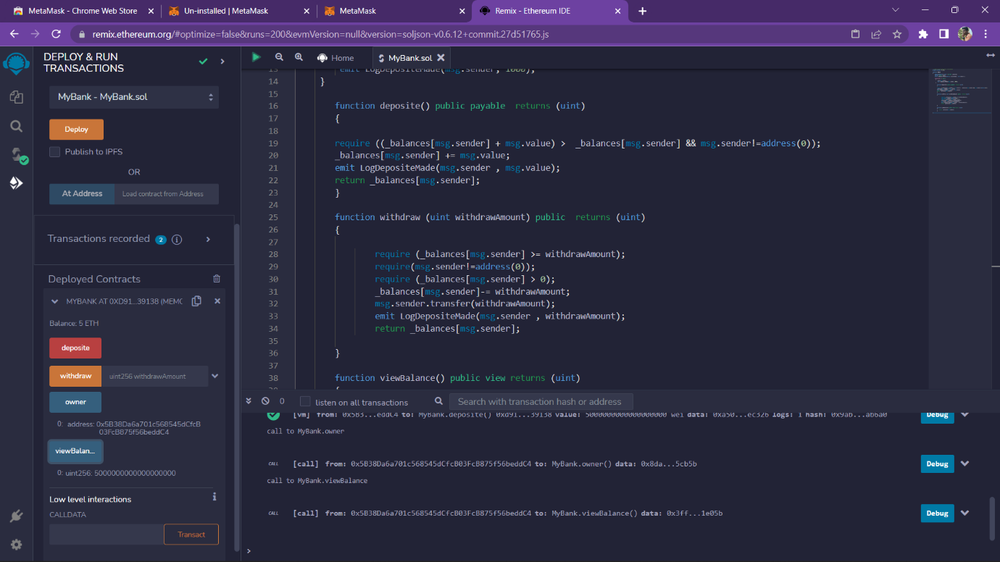 MetaMask - Chrome Web Store
Un-installed | MetaMask
MetaMask
Remix - Ethereum IDE
remix.ethereum.org/#optimize=false&runs=200&evmVersion=null&version=soljson-v0.6.12+commit.27d51765.js
DEPLOY & RUN
TRANSACTIONS
MyBank - MyBank.sol
Deploy
Publish to IPFS
OR
At Address Load contract from Address
Transactions recorded 2 i
Deployed Contracts
MYBANK AT 0XD91...39138 (MEMO
Balance: 5 ETH
deposite
withdraw uint256 withdrawAmount
owner
0: address: 0x5B38Da6a701c568545dCfcB
03FcB875f56beddC4
viewBalan...
0: uint256: 5000000000000000000
Low level interactions i
CALLDATA
Transact
Home
MyBank.sol
13 emit LogDepositeMade(msg.sender, 1000);
14 }
15
16 function deposite() public payable returns (uint)
17 {
18
19 require ((_balances[msg.sender] + msg.value) > _balances[msg.sender] && msg.sender!=address(0));
20 _balances[msg.sender] += msg.value;
21 emit LogDepositeMade(msg.sender , msg.value);
22 return _balances[msg.sender];
23 }
24
25 function withdraw (uint withdrawAmount) public returns (uint)
26 {
27
28 require (_balances[msg.sender] >= withdrawAmount);
29 require(msg.sender!=address(0));
30 require (_balances[msg.sender] > 0);
31 _balances[msg.sender]-= withdrawAmount;
32 msg.sender.transfer(withdrawAmount);
33 emit LogDepositeMade(msg.sender , withdrawAmount);
34 return _balances[msg.sender];
35
36 }
37
38 function viewBalance() public view returns (uint)
39 {
0 listen on all transactions Search with transaction hash or address
[vm] from: 0x5B3...eddC4 to: MyBank.deposite() 0xd91...39138 value: 5000000000000000000 wei data: 0xa50...ec326 logs: 1 hash: 0x9ab...ab6a0 Debug
call to MyBank.owner
CALL [call] from: 0x5B38Da6a701c568545dCfcB03FcB875f56beddC4 to: MyBank.owner() data: 0x8da...5cb5b Debug
call to MyBank.viewBalance
CALL [call] from: 0x5B38Da6a701c568545dCfcB03FcB875f56beddC4 to: MyBank.viewBalance() data: 0x3ff...1e05b Debug
>